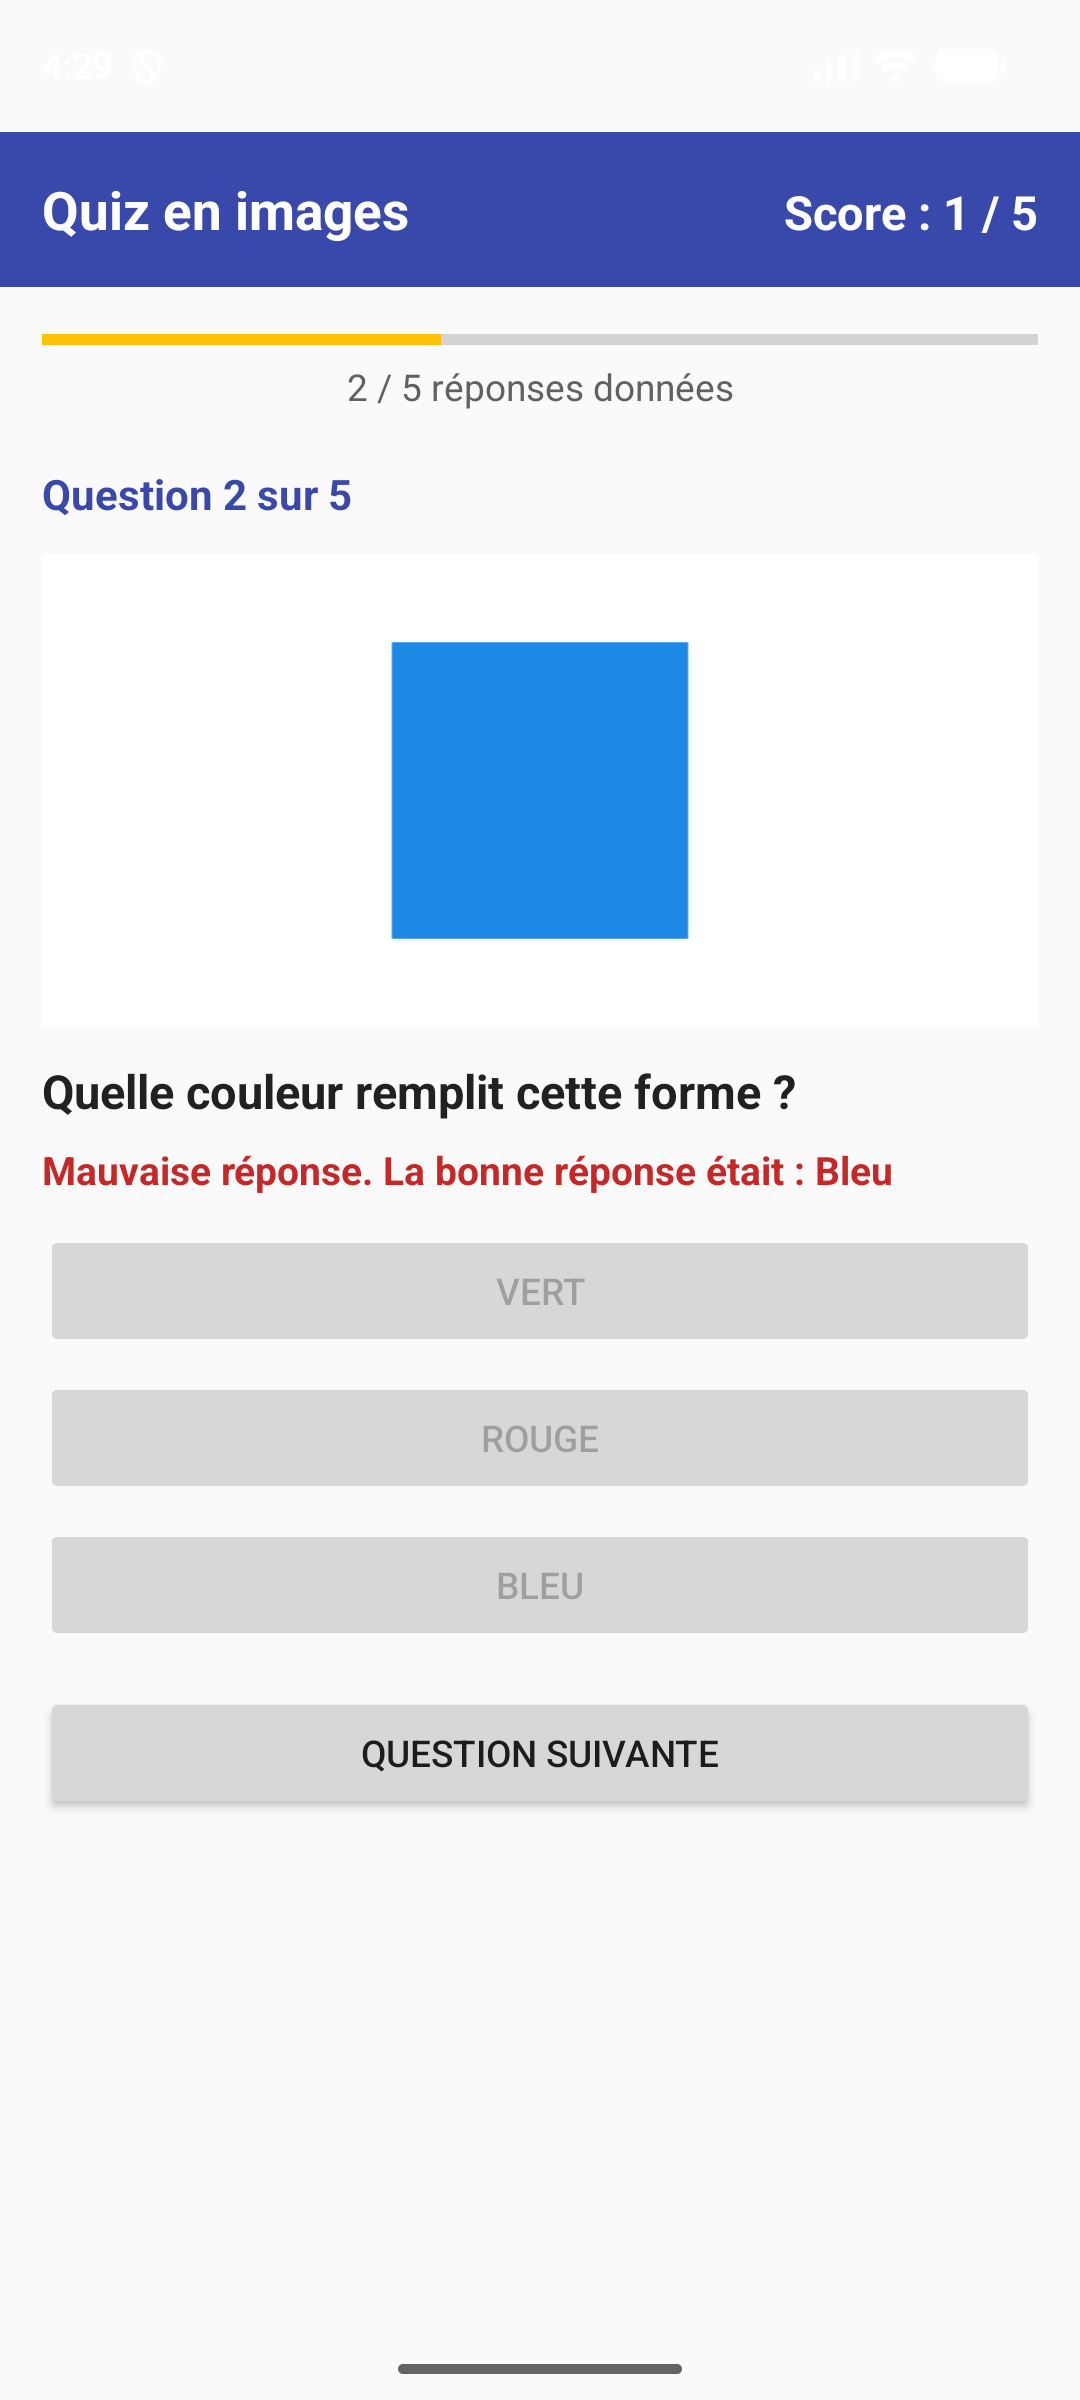 4:29
Quiz en images
Score : 1 / 5
2 / 5 réponses données
Question 2 sur 5
Quelle couleur remplit cette forme ?
Mauvaise réponse. La bonne réponse était : Bleu
VERT
ROUGE
BLEU
QUESTION SUIVANTE